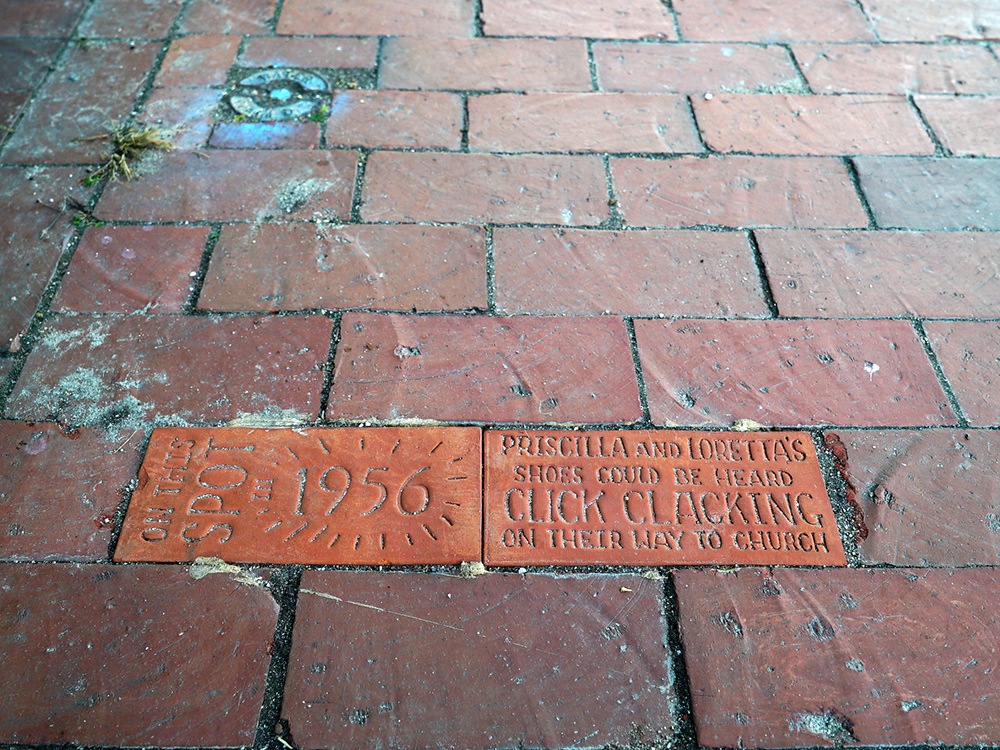 ON THIS
SPOT
in
1956
PRISCILLA AND LORETTA'S
SHOES COULD BE HEARD
CLICK CLACKING
ON THEIR WAY TO CHURCH